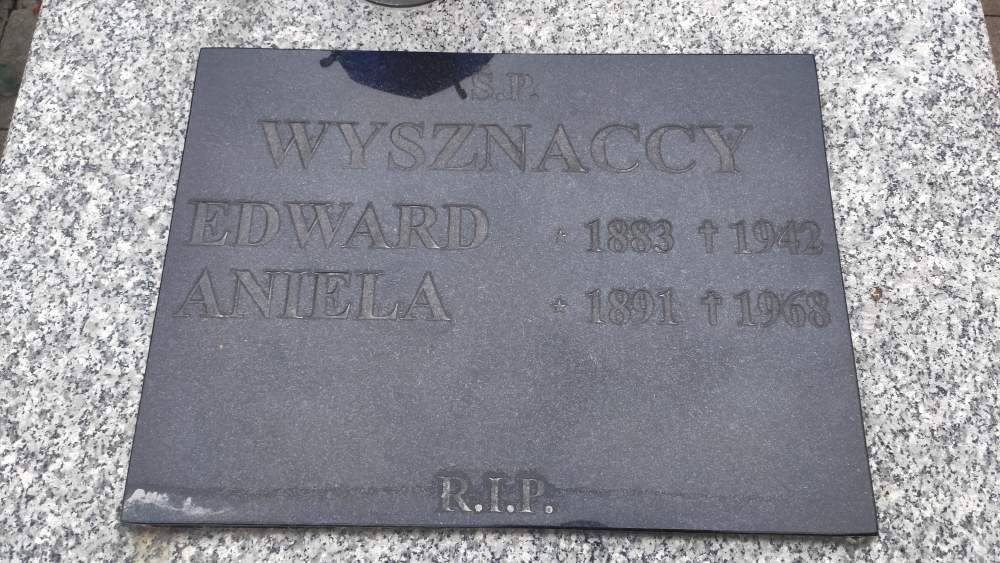 Ś.P.
WYSZNACCY
EDWARD * 1883 † 1942
ANIELA * 1891 † 1968
R.I.P.